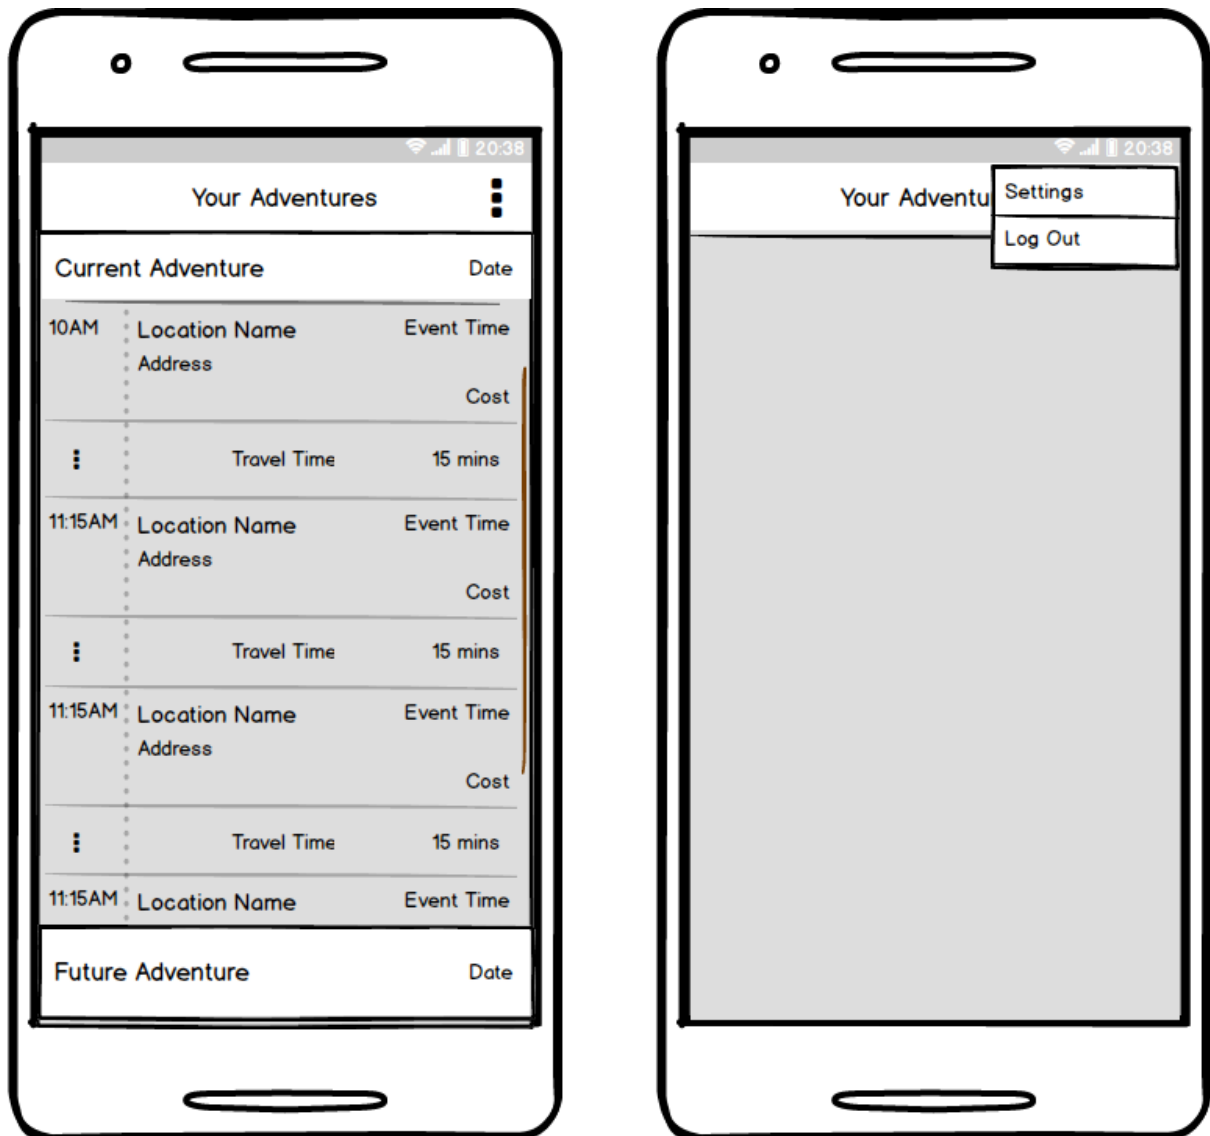 20:38
Your Adventures
Current Adventure Date
10AM Location Name Event Time
Address
Cost
Travel Time 15 mins
11:15AM Location Name Event Time
Address
Cost
Travel Time 15 mins
11:15AM Location Name Event Time
Address
Cost
Travel Time 15 mins
11:15AM Location Name Event Time
Future Adventure Date
20:38
Your Adventu
Settings
Log Out